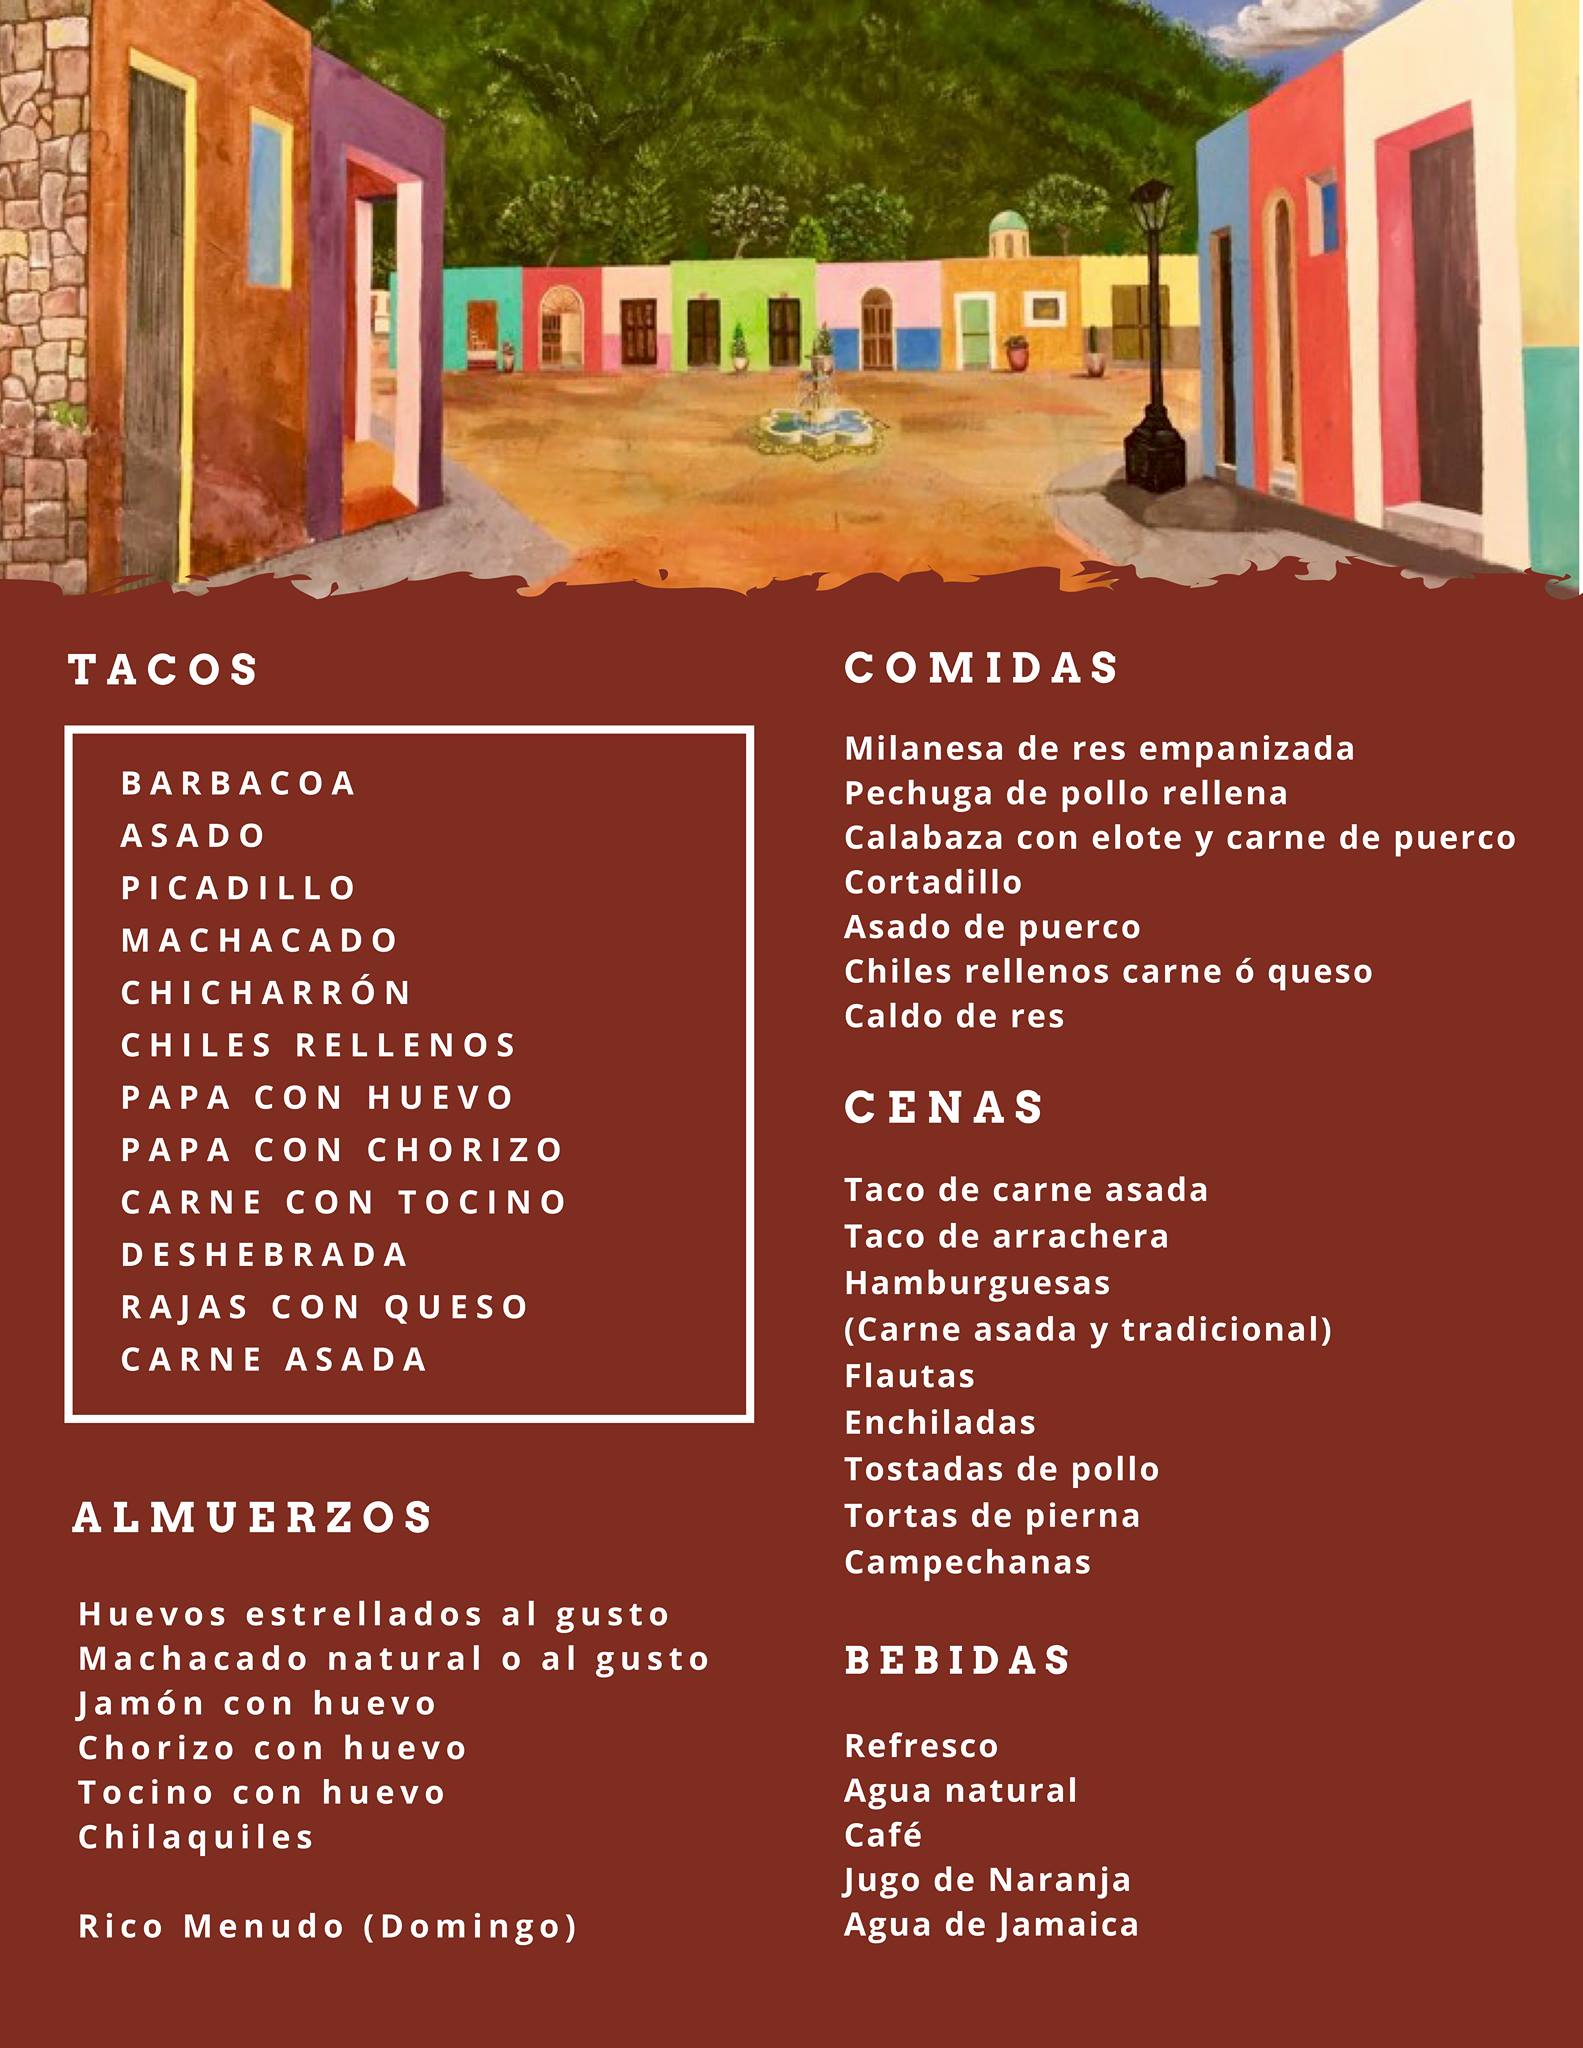 TACOS
BARBACOA
ASADO
PICADILLO
MACHACADO
CHICHARRÓN
CHILES RELLENOS
PAPA CON HUEVO
PAPA CON CHORIZO
CARNE CON TOCINO
DESHEBRADA
RAJAS CON QUESO
CARNE ASADA
ALMUERZOS
Huevos estrellados al gusto
Machacado natural o al gusto
Jamón con huevo
Chorizo con huevo
Tocino con huevo
Chilaquiles
Rico Menudo (Domingo)
COMIDAS
Milanesa de res empanizada
Pechuga de pollo rellena
Calabaza con elote y carne de puerco
Cortadillo
Asado de puerco
Chiles rellenos carne ó queso
Caldo de res
CENAS
Taco de carne asada
Taco de arrachera
Hamburguesas
(Carne asada y tradicional)
Flautas
Enchiladas
Tostadas de pollo
Tortas de pierna
Campechanas
BEBIDAS
Refresco
Agua natural
Café
Jugo de Naranja
Agua de Jamaica